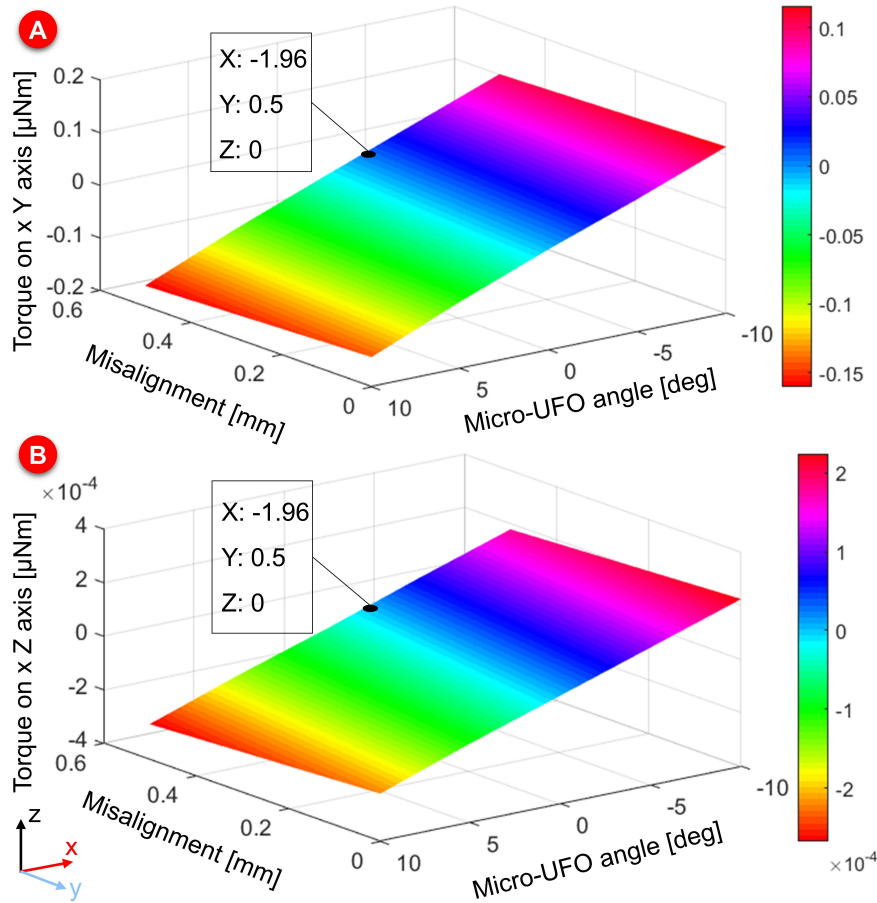 A
Torque on x Y axis [µNm]
0.2
0.1
0
-0.1
-0.2
X: -1.96
Y: 0.5
Z: 0
0.6
0.4
0.2
0
Misalignment [mm]
10
5
0
-5
-10
Micro-UFO angle [deg]
0.1
0.05
0
-0.05
-0.1
-0.15
B
×10-4
Torque on x Z axis [µNm]
4
2
0
-2
-4
X: -1.96
Y: 0.5
Z: 0
0.6
0.4
0.2
0
Misalignment [mm]
10
5
0
-5
-10
Micro-UFO angle [deg]
2
1
0
-1
-2
×10-4
z
x
y